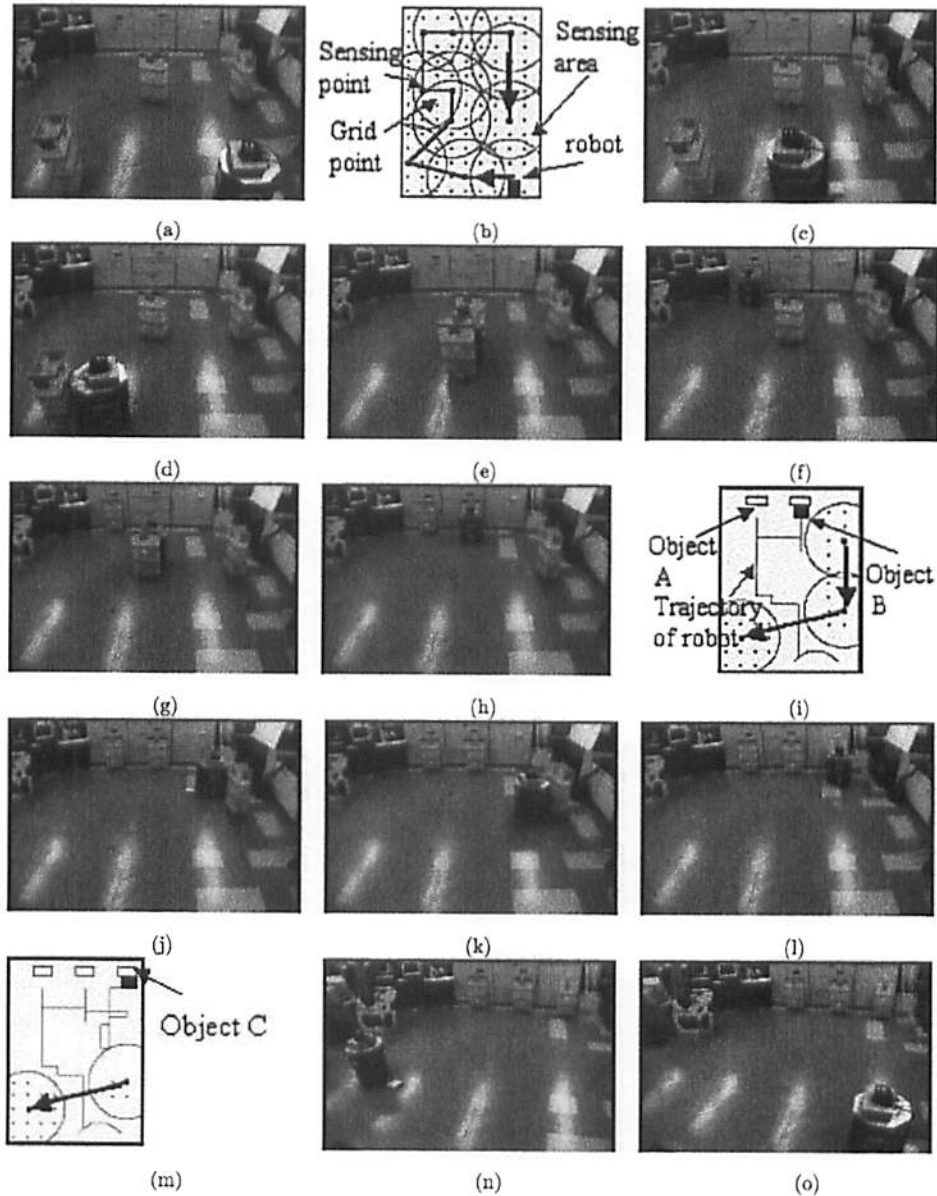 Sensing
point
Grid
point
Sensing
area
robot
(a)
(b)
(c)
(d)
(e)
(f)
Object
A
Trajectory
of robot
Object
B
(g)
(h)
(i)
(j)
(k)
(l)
Object C
(m)
(n)
(o)